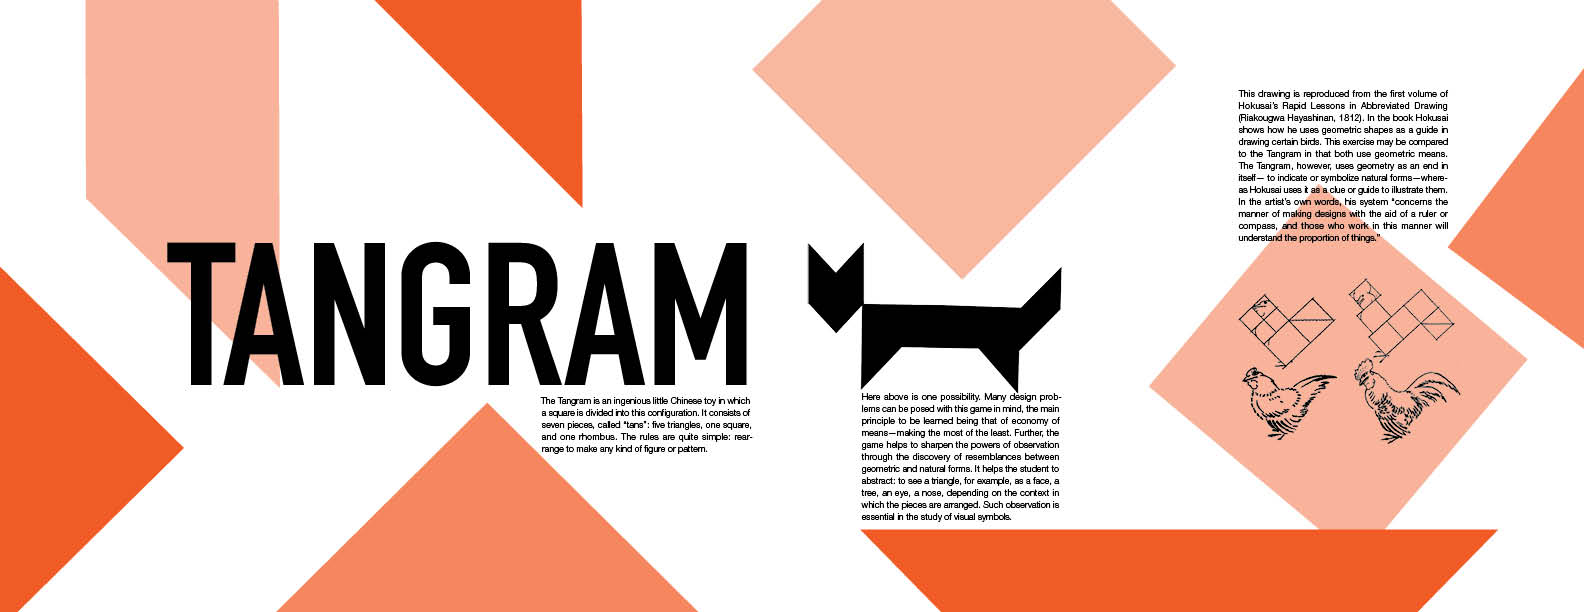 TANGRAM
The Tangram is an ingenious little Chinese toy in which
a square is divided into this configuration. It consists of
seven pieces, called “tans”: five triangles, one square,
and one rhombus. The rules are quite simple: rear-
range to make any kind of figure or pattern.
Here above is one possibility. Many design prob-
lems can be posed with this game in mind, the main
principle to be learned being that of economy of
means—making the most of the least. Further, the
game helps to sharpen the powers of observation
through the discovery of resemblances between
geometric and natural forms. It helps the student to
abstract: to see a triangle, for example, as a face, a
tree, an eye, a nose, depending on the context in
which the pieces are arranged. Such observation is
essential in the study of visual symbols.
This drawing is reproduced from the first volume of
Hokusai’s Rapid Lessons in Abbreviated Drawing
(Riakougwa Hayashinan, 1812). In the book Hokusai
shows how he uses geometric shapes as a guide in
drawing certain birds. This exercise may be compared
to the Tangram in that both use geometric means.
The Tangram, however, uses geometry as an end in
itself— to indicate or symbolize natural forms—where-
as Hokusai uses it as a clue or guide to illustrate them.
In the artist’s own words, his system “concerns the
manner of making designs with the aid of a ruler or
compass, and those who work in this manner will
understand the proportion of things.”